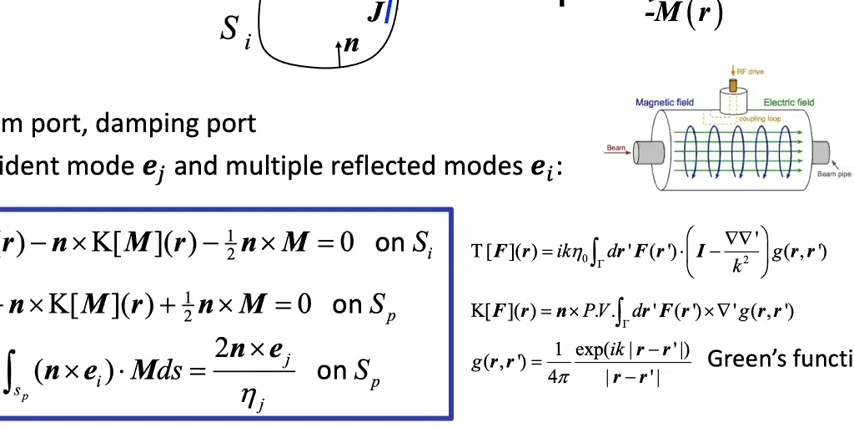 -M(r)
J
S_i
n
RF drive
Magnetic field
Electric field
coupling loop
Beam
Beam pipe
m port, damping port
ident mode e_j and multiple reflected modes e_i:
r) − n × K[M](r) − ½ n × M = 0 on S_i
n × K[M](r) + ½ n × M = 0 on S_p
∫_{s_p} (n × e_i) · M ds = 2n × e_j / η_j on S_p
T[F](r) = ikη_0 ∫_Γ dr' F(r') · (I − ∇∇' / k²) g(r,r')
K[F](r) = n × P.V. ∫_Γ dr' F(r') × ∇' g(r,r')
g(r,r') = 1/4π exp(ik|r − r'|) / |r − r'| Green's functi